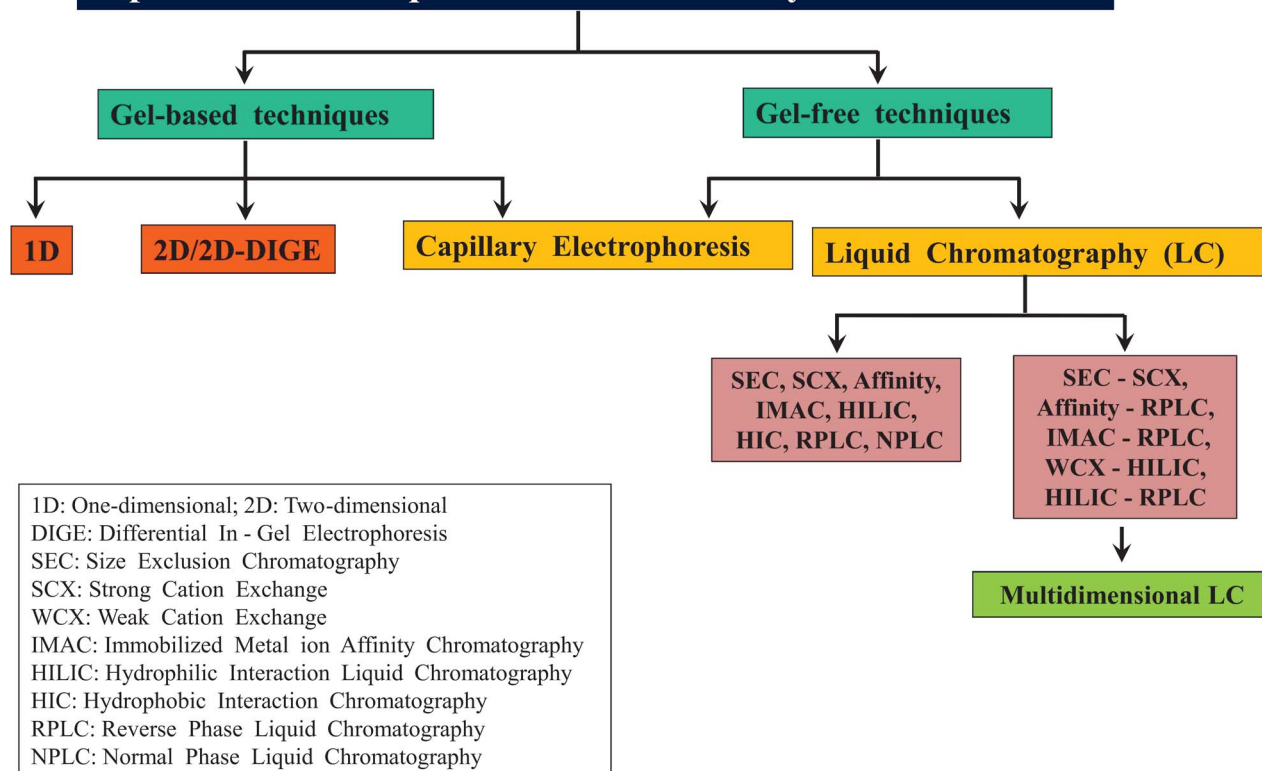 Gel-based techniques
Gel-free techniques
1D
2D/2D-DIGE
Capillary Electrophoresis
Liquid Chromatography (LC)
SEC, SCX, Affinity,
IMAC, HILIC,
HIC, RPLC, NPLC
SEC - SCX,
Affinity - RPLC,
IMAC - RPLC,
WCX - HILIC,
HILIC - RPLC
Multidimensional LC
1D: One-dimensional; 2D: Two-dimensional
DIGE: Differential In - Gel Electrophoresis
SEC: Size Exclusion Chromatography
SCX: Strong Cation Exchange
WCX: Weak Cation Exchange
IMAC: Immobilized Metal ion Affinity Chromatography
HILIC: Hydrophilic Interaction Liquid Chromatography
HIC: Hydrophobic Interaction Chromatography
RPLC: Reverse Phase Liquid Chromatography
NPLC: Normal Phase Liquid Chromatography